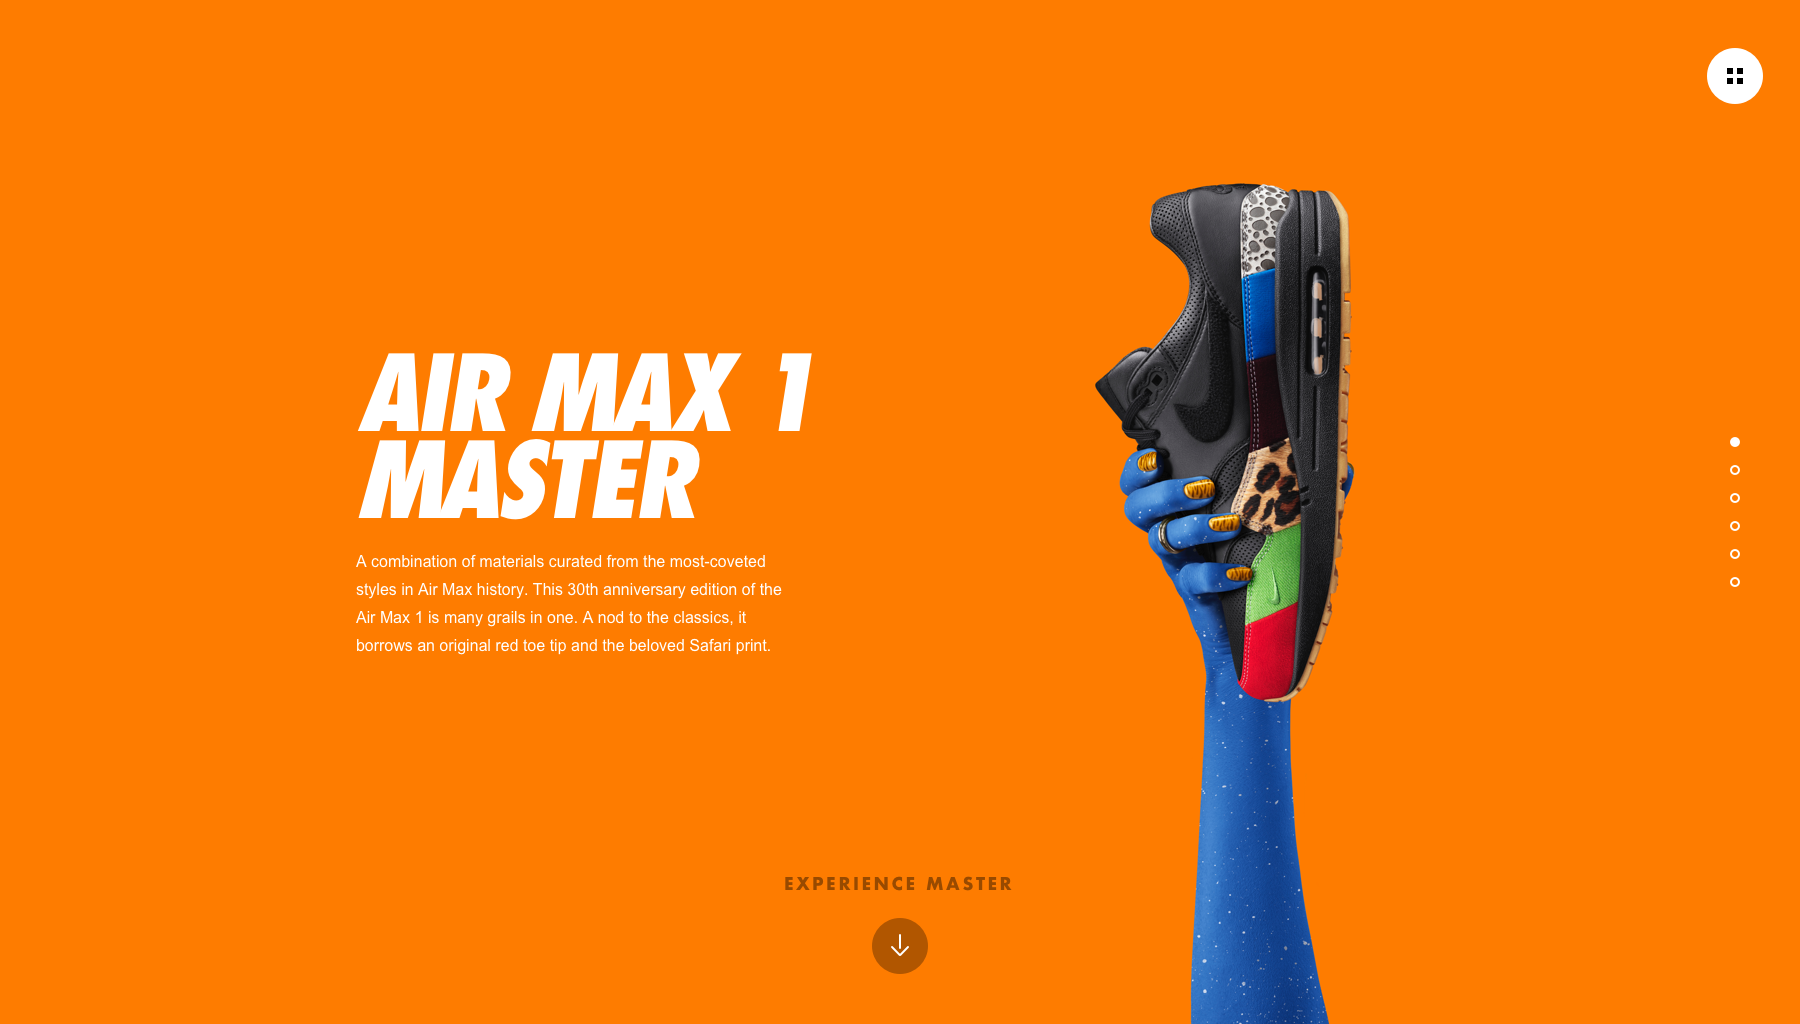 AIR MAX 1
MASTER
A combination of materials curated from the most-coveted
styles in Air Max history. This 30th anniversary edition of the
Air Max 1 is many grails in one. A nod to the classics, it
borrows an original red toe tip and the beloved Safari print.
EXPERIENCE MASTER